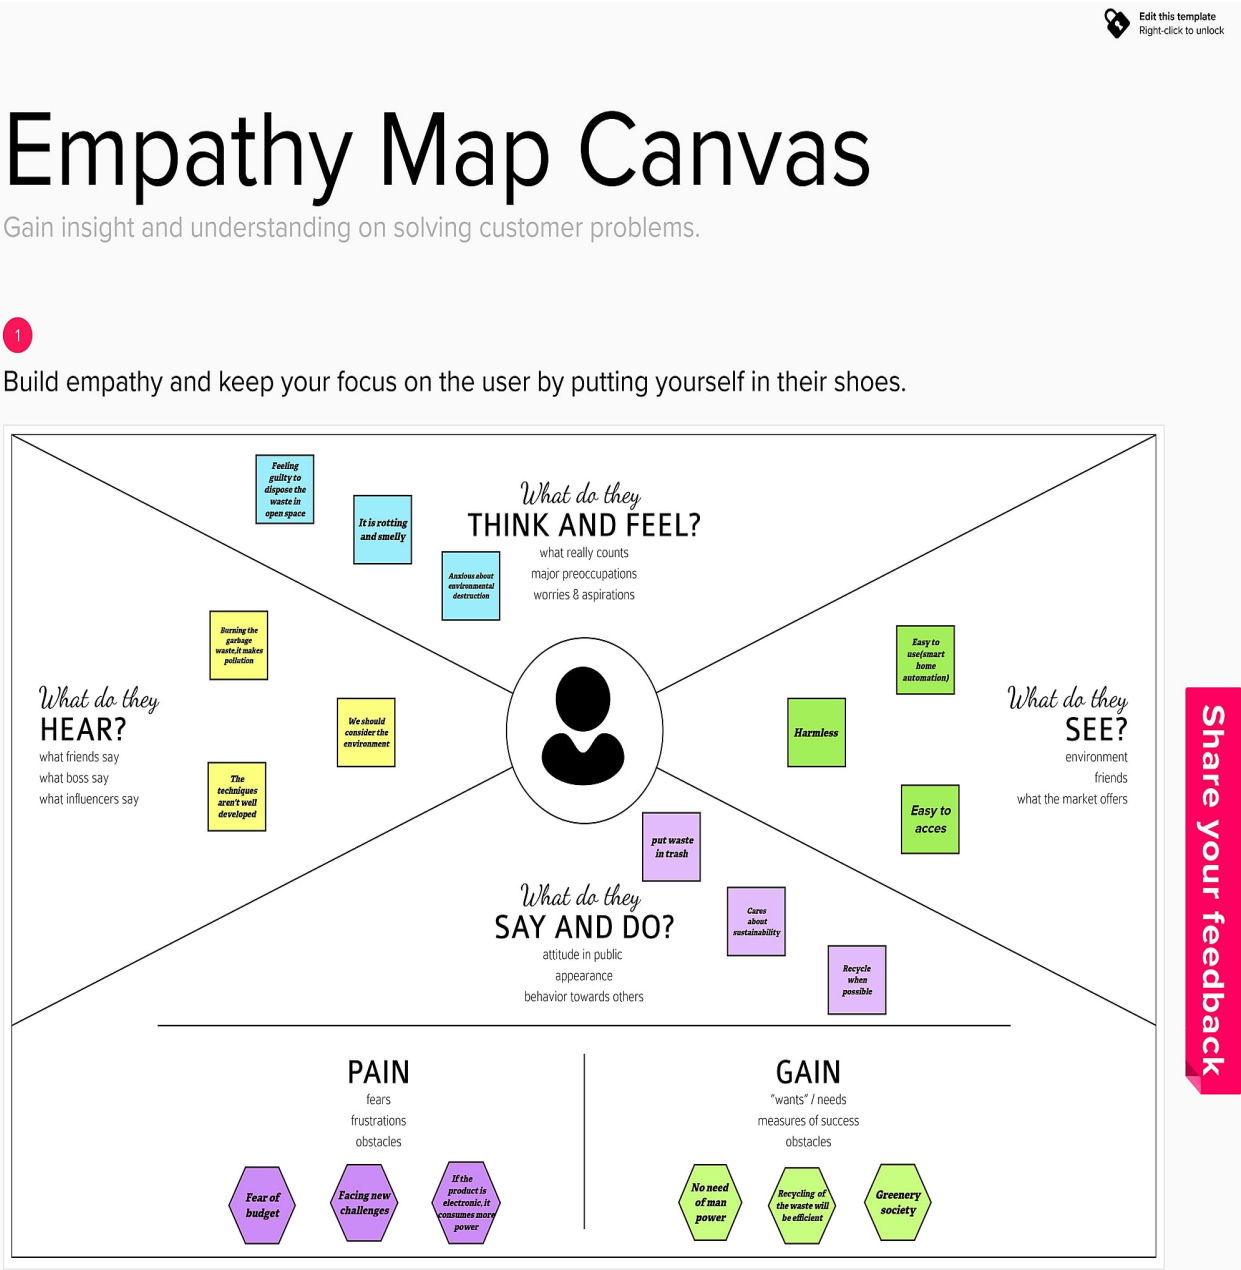 Edit this template
Right-click to unlock
Empathy Map Canvas
Gain insight and understanding on solving customer problems.
1
Build empathy and keep your focus on the user by putting yourself in their shoes.
Feeling
guilty to
dispose the
waste in
open space
It is rotting
and smelly
Anxious about
environmental
destruction
What do they
THINK AND FEEL?
what really counts
major preoccupations
worries & aspirations
Burning the
garbage
waste,it makes
pollution
We should
consider the
environment
The
techniques
aren't well
developed
What do they
HEAR?
what friends say
what boss say
what influencers say
Easy to
use(smart
home
automation)
Harmless
Easy to
acces
What do they
SEE?
environment
friends
what the market offers
put waste
in trash
Cares
about
sustainability
Recycle
when
possible
What do they
SAY AND DO?
attitude in public
appearance
behavior towards others
PAIN
fears
frustrations
obstacles
Fear of
budget
Facing new
challenges
If the
product is
electronic, it
consumes more
power
GAIN
"wants" / needs
measures of success
obstacles
No need
of man
power
Recycling of
the waste will
be efficient
Greenery
society
Share your feedback